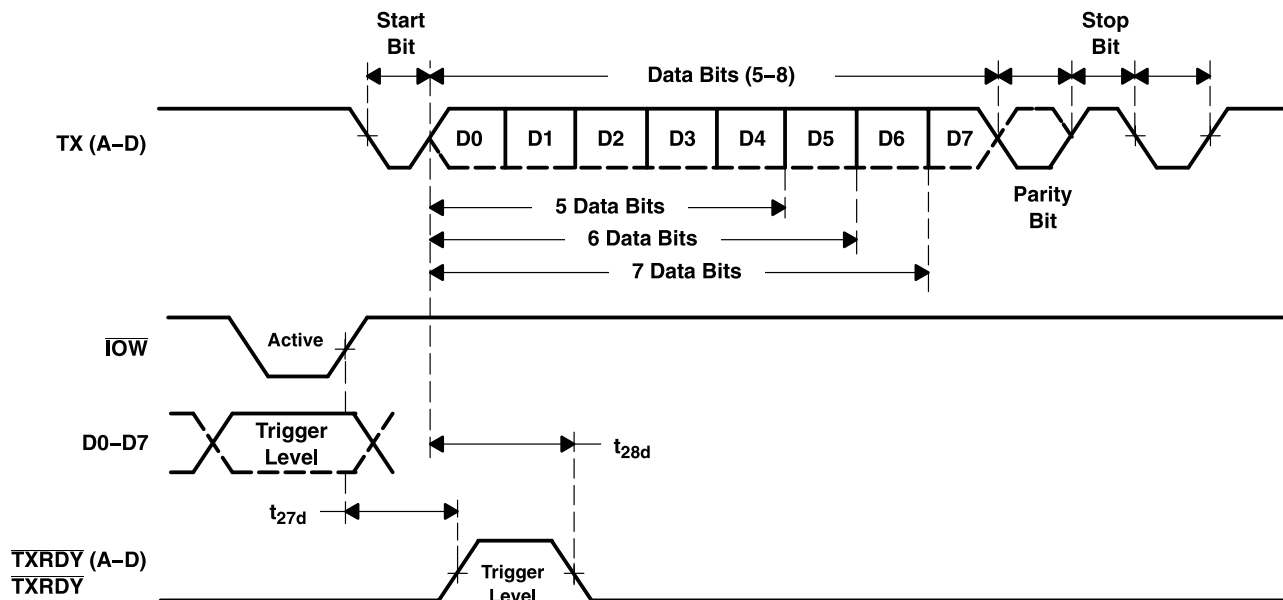 Start
Bit
Stop
Bit
Data Bits (5–8)
TX (A–D)
D0 D1 D2 D3 D4 D5 D6 D7
Parity
Bit
5 Data Bits
6 Data Bits
7 Data Bits
IOW
Active
D0–D7
Trigger
Level
t28d
t27d
TXRDY (A–D)
TXRDY
Trigger
Level